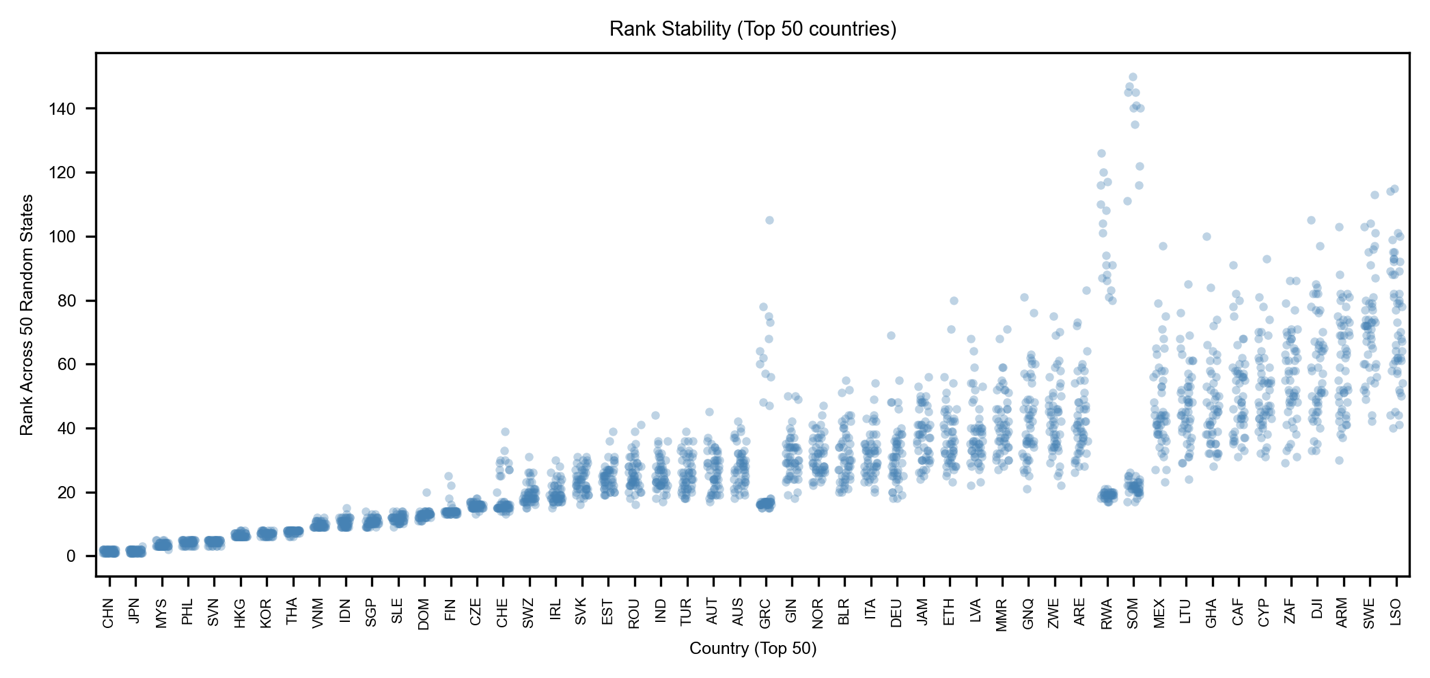 Rank Stability (Top 50 countries)
Rank Across 50 Random States
140
120
100
80
60
40
20
0
CHN JPN MYS PHL SVN HKG KOR THA VNM IDN SGP SLE DOM FIN CZE CHE SWZ IRL SVK EST ROU IND TUR AUT AUS GRC GIN NOR BLR ITA DEU JAM ETH LVA MMR GNQ ZWE ARE RWA SOM MEX LTU GHA CAF CYP ZAF DJI ARM SWE LSO
Country (Top 50)